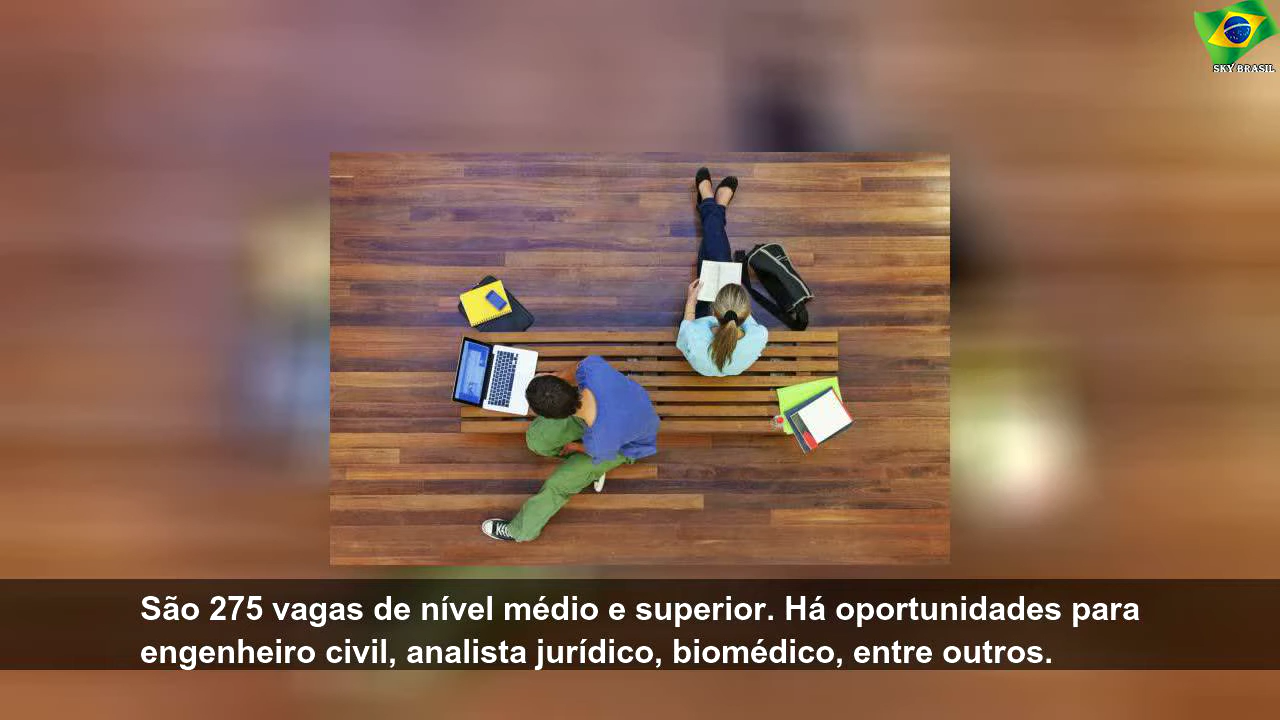 SKY BRASIL
São 275 vagas de nível médio e superior. Há oportunidades para
engenheiro civil, analista jurídico, biomédico, entre outros.